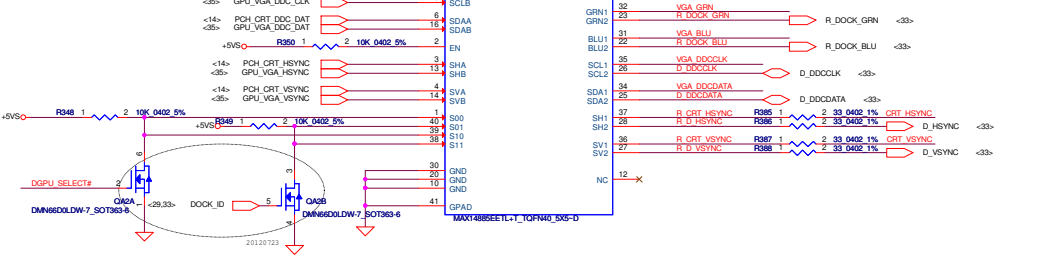 <35> GPU_VGA_DDC_CLK SCLB
<14> PCH_CRT_DDC_DAT 6 SDAA
<35> GPU_VGA_DDC_DAT 16 SDAB
+5VS R350 1 2 10K_0402_5% 2 EN
<14> PCH_CRT_HSYNC 3 SHA
<35> GPU_VGA_HSYNC 13 SHB
<14> PCH_CRT_VSYNC 4 SVA
<35> GPU_VGA_VSYNC 14 SVB
+5VS R348 1 2 10K_0402_5% 1 S00
+5VS R349 1 2 10K_0402_5% 40 S01
39 S10
38 S11
30 GND
20 GND
10 GND
41 GPAD
6
DGPU_SELECT# 2
1
QA2A
<29,33>
DMN66D0LDW-7_SOT363-6
3
DOCK_ID 5
4
QA2B
DMN66D0LDW-7_SOT363-6
20120723
GRN1 32 VGA_GRN
GRN2 23 R_DOCK_GRN R_DOCK_GRN <33>
BLU1 31 VGA_BLU
BLU2 22 R_DOCK_BLU R_DOCK_BLU <33>
SCL1 35 VGA_DDCCLK
SCL2 26 D_DDCCLK D_DDCCLK <33>
SDA1 34 VGA_DDCDATA
SDA2 25 D_DDCDATA D_DDCDATA <33>
SH1 37 R_CRT_HSYNC R385 1 2 33_0402_1% CRT_HSYNC
SH2 28 R_D_HSYNC R386 1 2 33_0402_1% D_HSYNC <33>
SV1 36 R_CRT_VSYNC R387 1 2 33_0402_1% CRT_VSYNC
SV2 27 R_D_VSYNC R388 1 2 33_0402_1% D_VSYNC <33>
NC 12
MAX14885EETL+T_TQFN40_5X5~D